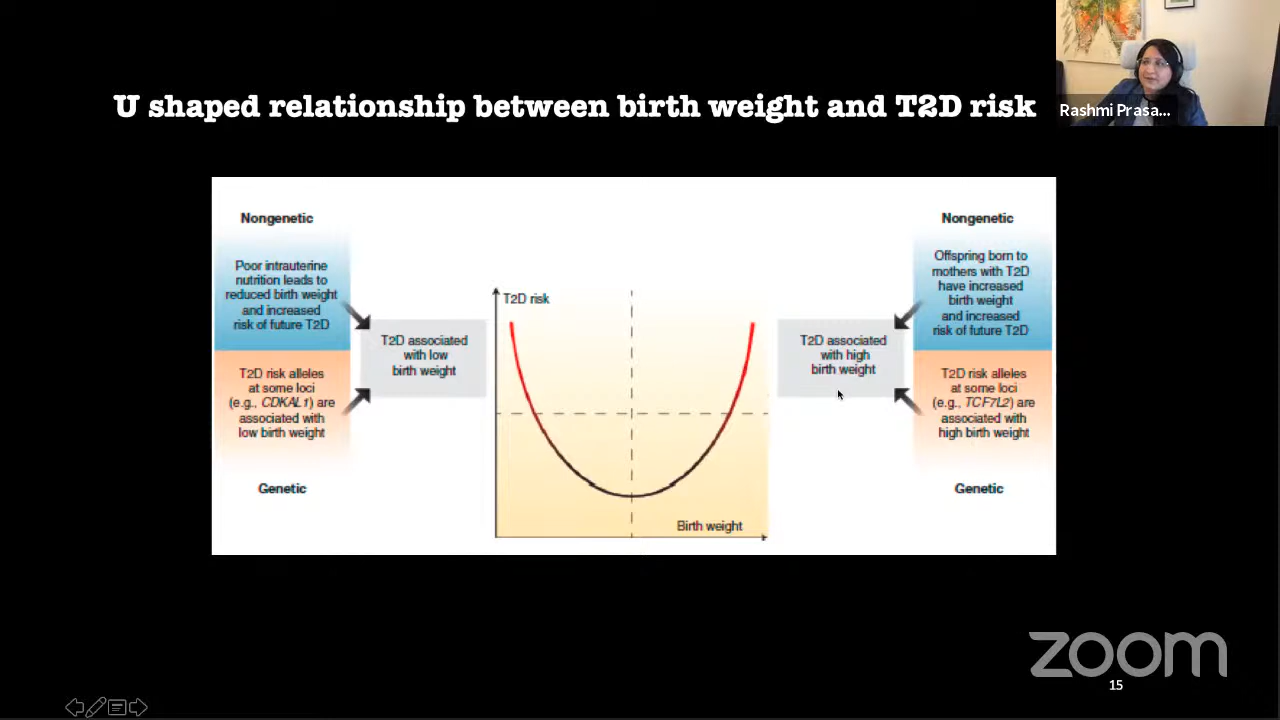 U shaped relationship between birth weight and T2D risk
Rashmi Prasa...
Nongenetic
Poor intrauterine
nutrition leads to
reduced birth weight
and increased
risk of future T2D
T2D risk alleles
at some loci
(e.g., CDKAL1) are
associated with
low birth weight
Genetic
T2D associated
with low
birth weight
T2D risk
Birth weight
T2D associated
with high
birth weight
Nongenetic
Offspring born to
mothers with T2D
have increased
birth weight
and increased
risk of future T2D
T2D risk alleles
at some loci
(e.g., TCF7L2) are
associated with
high birth weight
Genetic
zoom
15